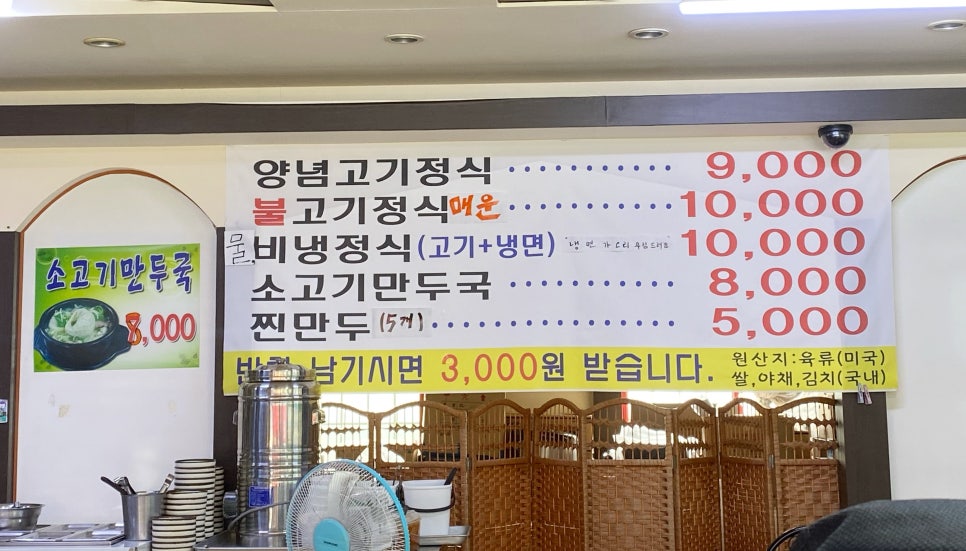 양념고기정식 ··········· 9,000
불고기정식 매운 ··········· 10,000
물 비냉정식(고기+냉면) 10,000
소고기만두국 ··········· 8,000
찐만두(5개) ··········· 5,000
남기시면 3,000원 받습니다.
원산지:육류(미국)
쌀,야채,김치(국내)
소고기만두국
8,000